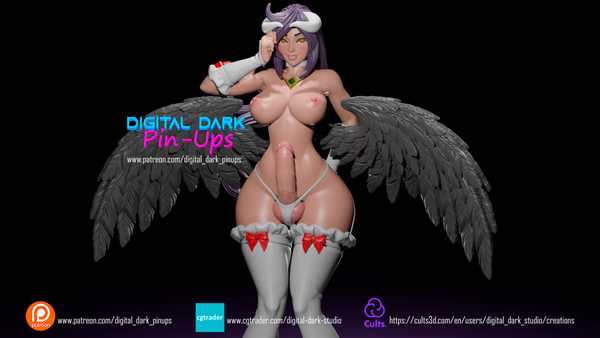 DIGITAL DARK
Pin-Ups
www.patreon.com/digital_dark_pinups
patreon
www.patreon.com/digital_dark_pinups
cgtrader
www.cgtrader.com/digital-dark-studio
Cults.
https://cults3d.com/en/users/digital_dark_studio/creations